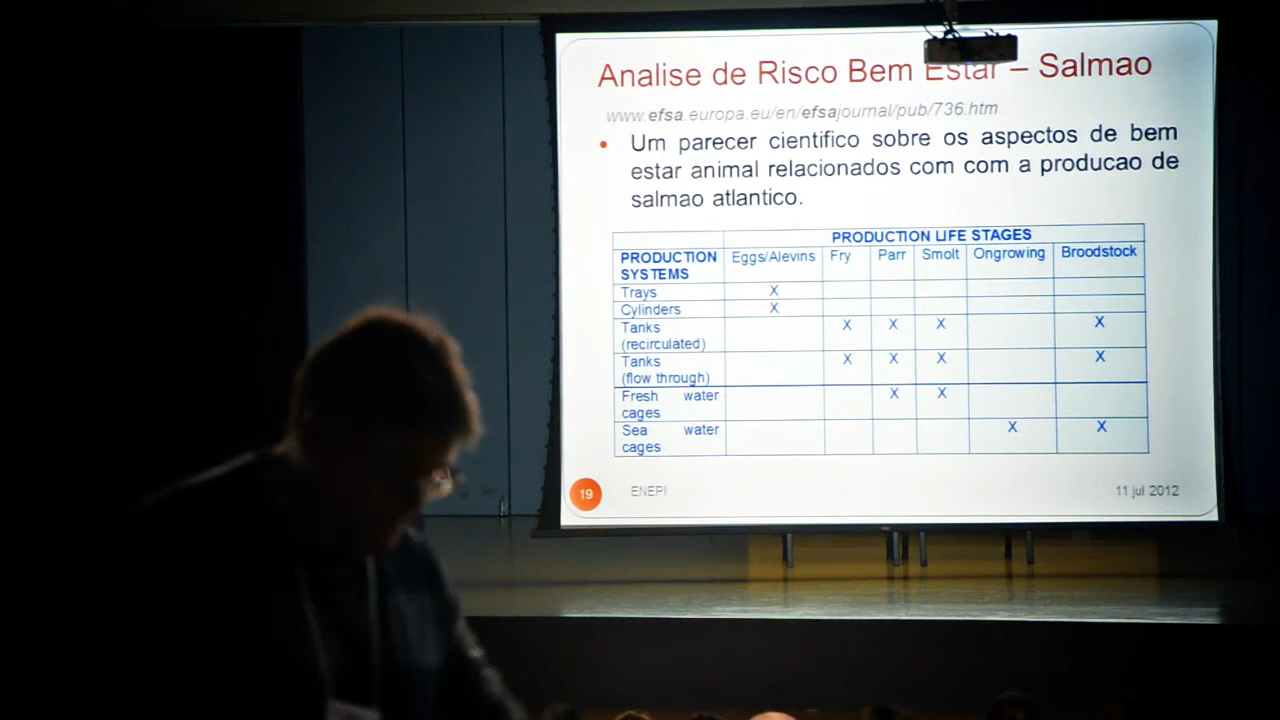 Analise de Risco Bem Estar – Salmao
www.efsa.europa.eu/en/efsajournal/pub/736.htm
• Um parecer cientifico sobre os aspectos de bem
estar animal relacionados com com a producao de
salmao atlantico.
PRODUCTION LIFE STAGES
PRODUCTION SYSTEMS Eggs/Alevins Fry Parr Smolt Ongrowing Broodstock
Trays X
Cylinders X
Tanks (recirculated) X X X X
Tanks (flow through) X X X X
Fresh water cages X X
Sea water cages X X
19 ENEPI 11 jul 2012